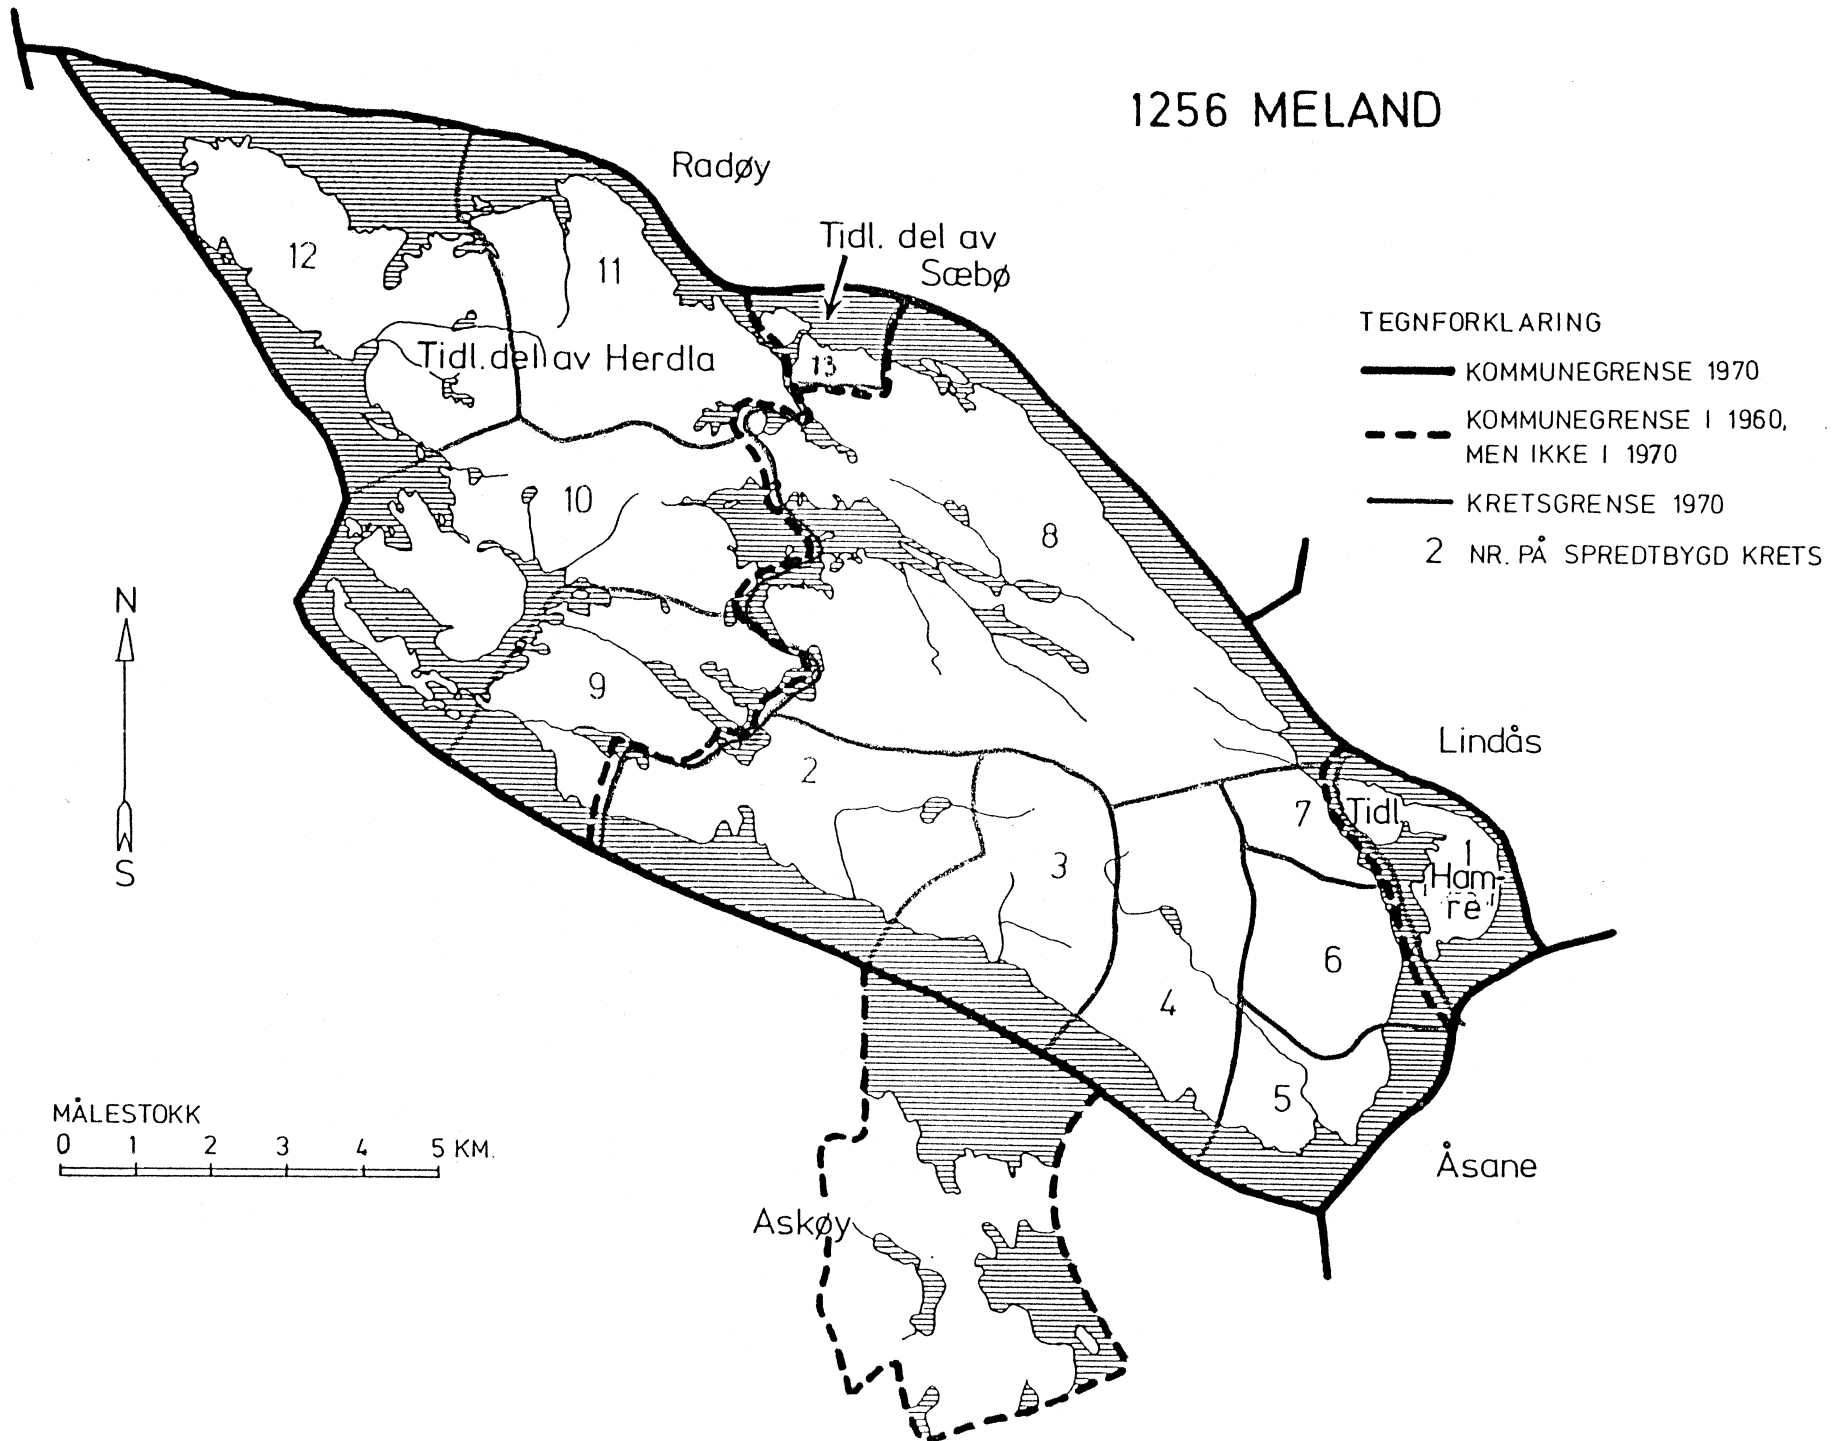 1256 MELAND
Radøy
Tidl. del av
Sæbø
12
11
13
Tidl. del av Herdla
TEGNFORKLARING
KOMMUNEGRENSE 1970
KOMMUNEGRENSE I 1960,
MEN IKKE I 1970
KRETSGRENSE 1970
2 NR. PÅ SPREDTBYGD KRETS
10
8
N
S
9
2
Lindås
7
Tidl.
1
Ham-
re
3
6
4
5
MÅLESTOKK
0 1 2 3 4 5 KM.
Åsane
Askøy